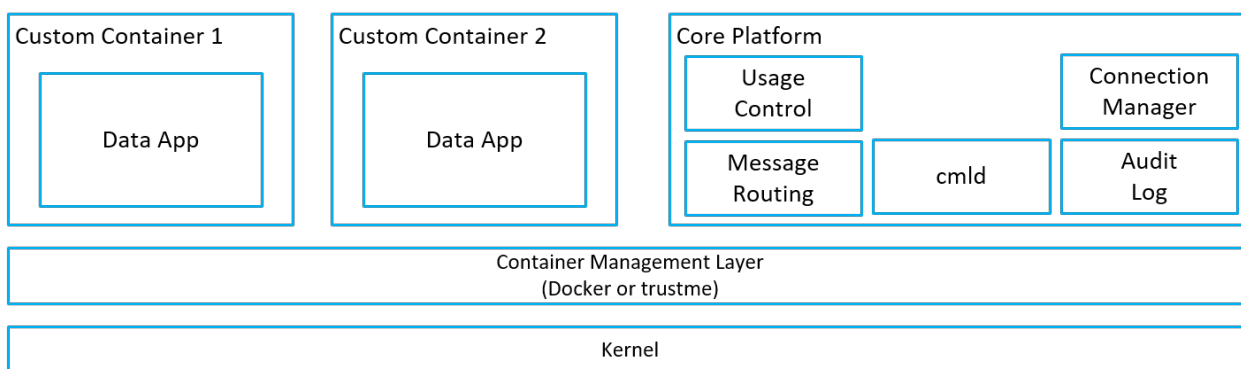 Custom Container 1
Data App
Custom Container 2
Data App
Core Platform
Usage
Control
Connection
Manager
Message
Routing
cmld
Audit
Log
Container Management Layer
(Docker or trustme)
Kernel